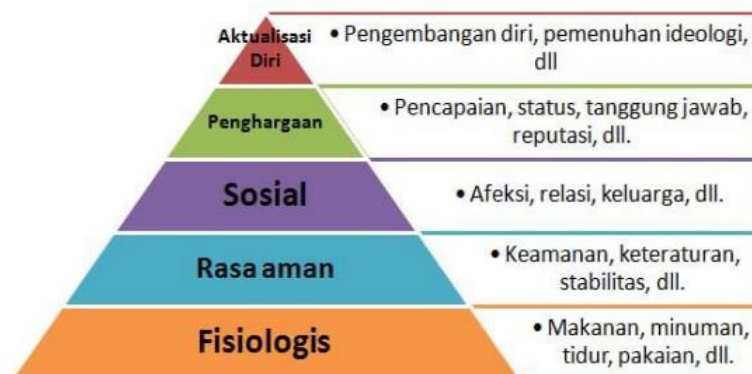 Aktualisasi
Diri
• Pengembangan diri, pemenuhan ideologi,
dll
Penghargaan
• Pencapaian, status, tanggung jawab,
reputasi, dll.
Sosial
• Afeksi, relasi, keluarga, dll.
Rasa aman
• Keamanan, keteraturan,
stabilitas, dll.
Fisiologis
• Makanan, minuman,
tidur, pakaian, dll.